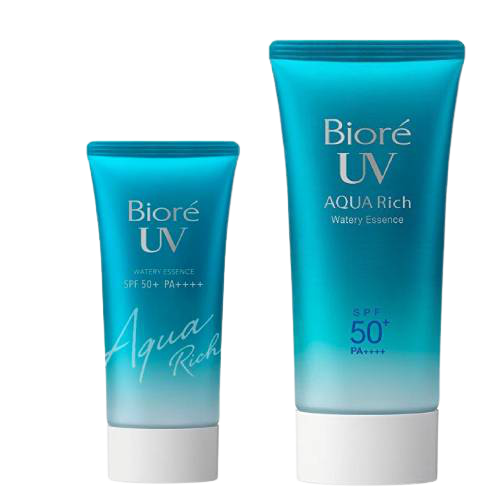 Bioré
UV
WATERY ESSENCE
SPF 50+ PA++++
Aqua
Rich
Bioré
UV
AQUA Rich
Watery Essence
SPF
50+
PA++++